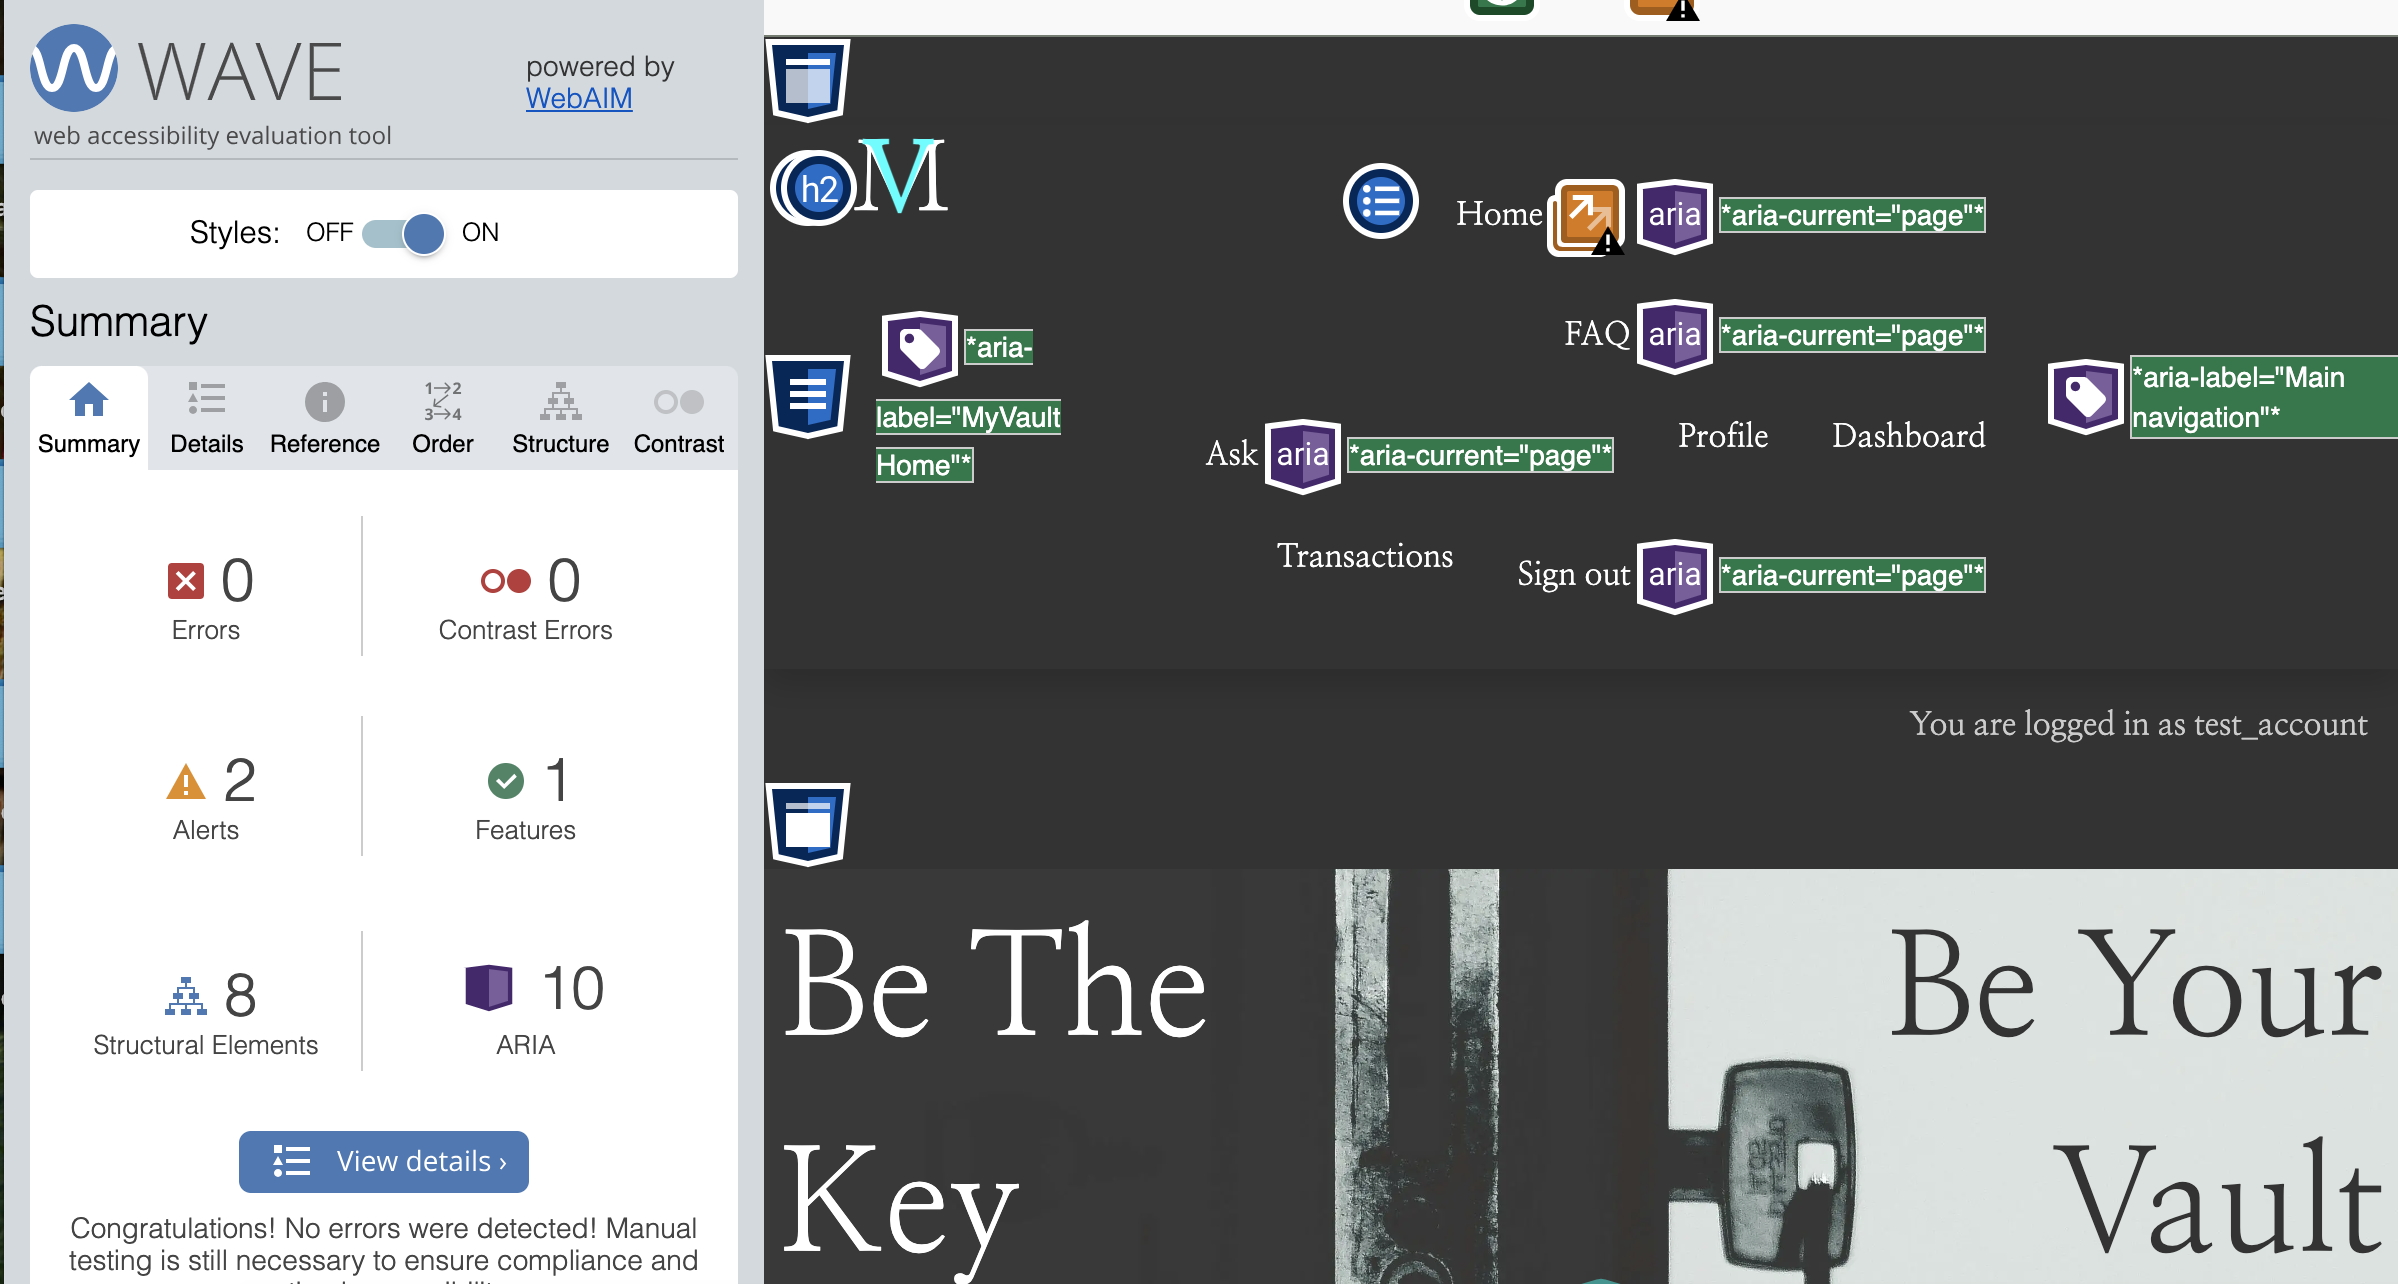 WAVE
powered by
WebAIM
web accessibility evaluation tool
Styles: OFF ON
Summary
Summary
Details
Reference
Order
Structure
Contrast
0
Errors
0
Contrast Errors
2
Alerts
1
Features
8
Structural Elements
10
ARIA
View details ›
Congratulations! No errors were detected! Manual
testing is still necessary to ensure compliance and
h2
M
*aria-
label="MyVault
Home"*
Home aria *aria-current="page"*
FAQ aria *aria-current="page"*
Ask aria *aria-current="page"*
Profile
Dashboard
Transactions
Sign out aria *aria-current="page"*
*aria-label="Main
navigation"*
You are logged in as test_account
Be The
Key
Be Your
Vault